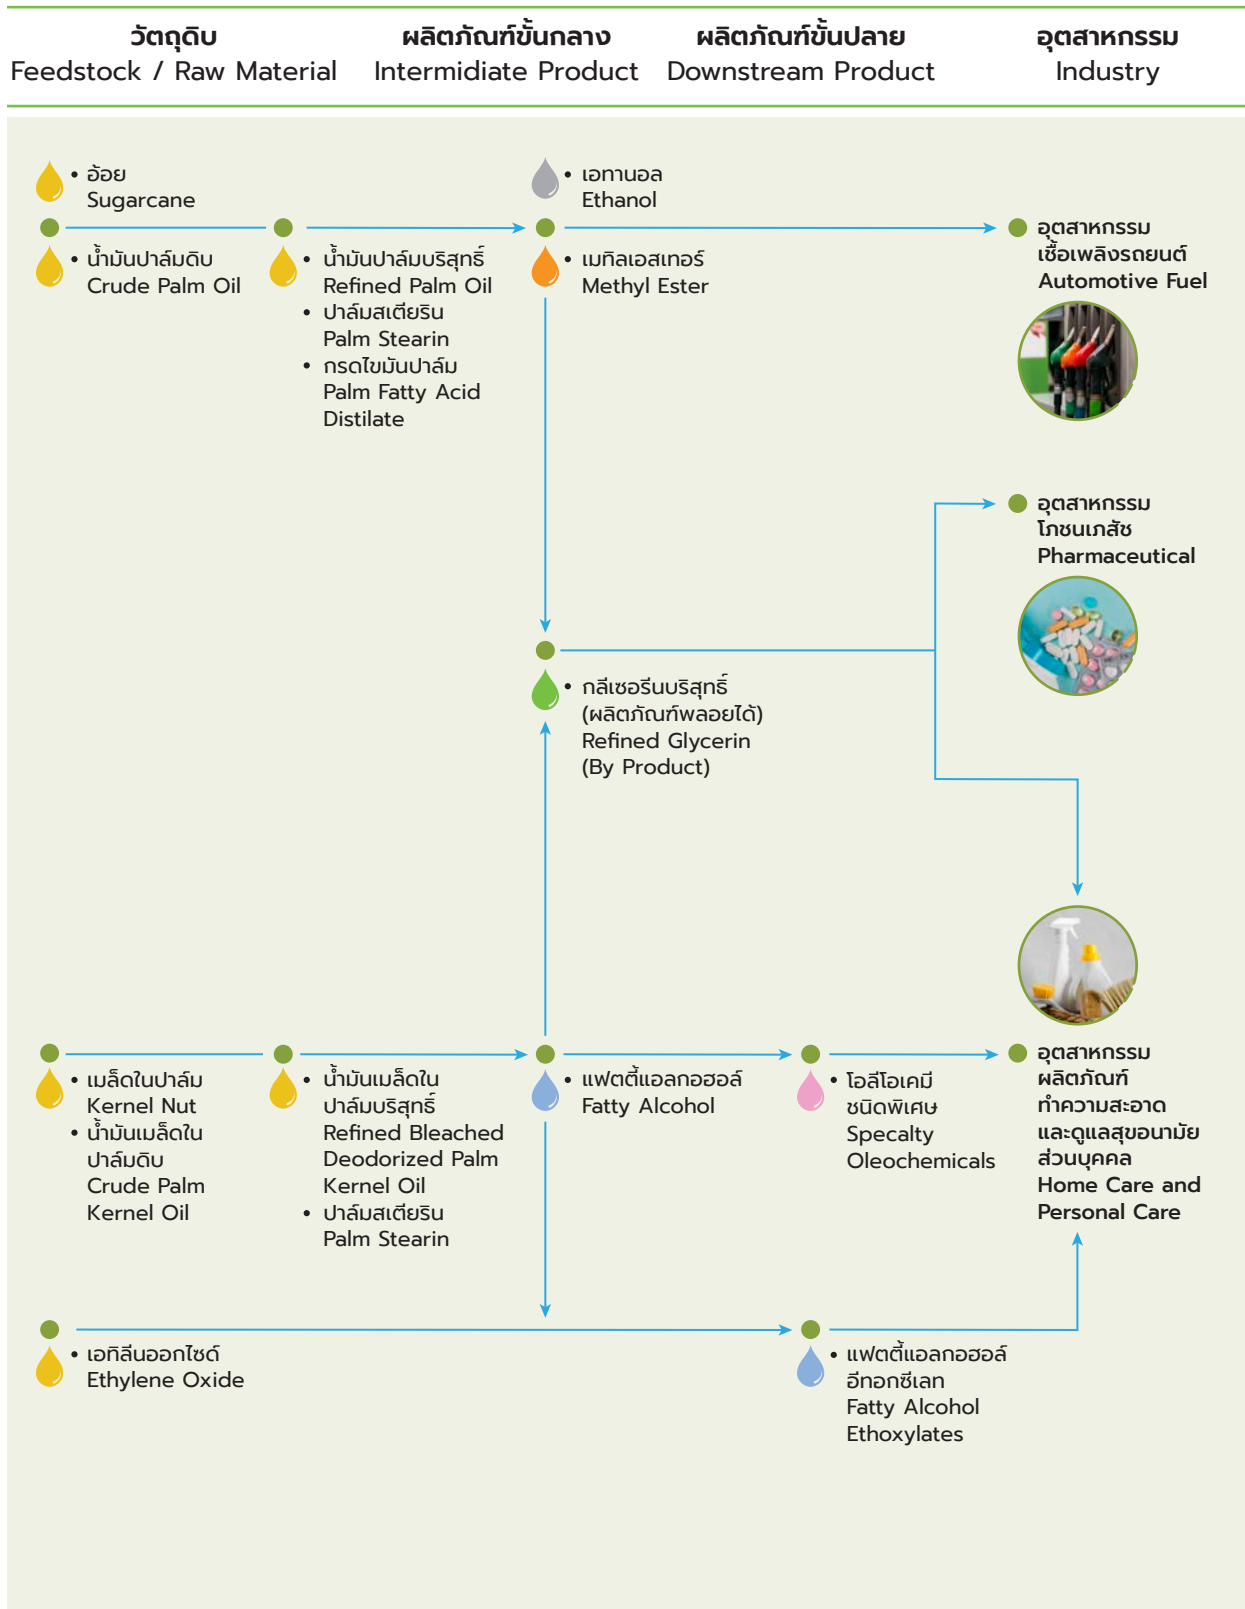 วัตถุดิบ
Feedstock / Raw Material
ผลิตภัณฑ์ขั้นกลาง
Intermidiate Product
ผลิตภัณฑ์ขั้นปลาย
Downstream Product
อุตสาหกรรม
Industry
• อ้อย
Sugarcane
• น้ำมันปาล์มดิบ
Crude Palm Oil
• น้ำมันปาล์มบริสุทธิ์
Refined Palm Oil
• ปาล์มสเตียริน
Palm Stearin
• กรดไขมันปาล์ม
Palm Fatty Acid
Distilate
• เอทานอล
Ethanol
• เมทิลเอสเทอร์
Methyl Ester
อุตสาหกรรม
เชื้อเพลิงรถยนต์
Automotive Fuel
อุตสาหกรรม
โภชนเภสัช
Pharmaceutical
• กลีเซอรีนบริสุทธิ์
(ผลิตภัณฑ์พลอยได้)
Refined Glycerin
(By Product)
• เมล็ดในปาล์ม
Kernel Nut
• น้ำมันเมล็ดใน
ปาล์มดิบ
Crude Palm
Kernel Oil
• น้ำมันเมล็ดใน
ปาล์มบริสุทธิ์
Refined Bleached
Deodorized Palm
Kernel Oil
• ปาล์มสเตียริน
Palm Stearin
• แฟตตี้แอลกอฮอล์
Fatty Alcohol
• โอลีโอเคมี
ชนิดพิเศษ
Specalty
Oleochemicals
อุตสาหกรรม
ผลิตภัณฑ์
ทำความสะอาด
และดูแลสุขอนามัย
ส่วนบุคคล
Home Care and
Personal Care
• เอทิลีนออกไซด์
Ethylene Oxide
• แฟตตี้แอลกอฮอล์
อีทอกซีเลท
Fatty Alcohol
Ethoxylates